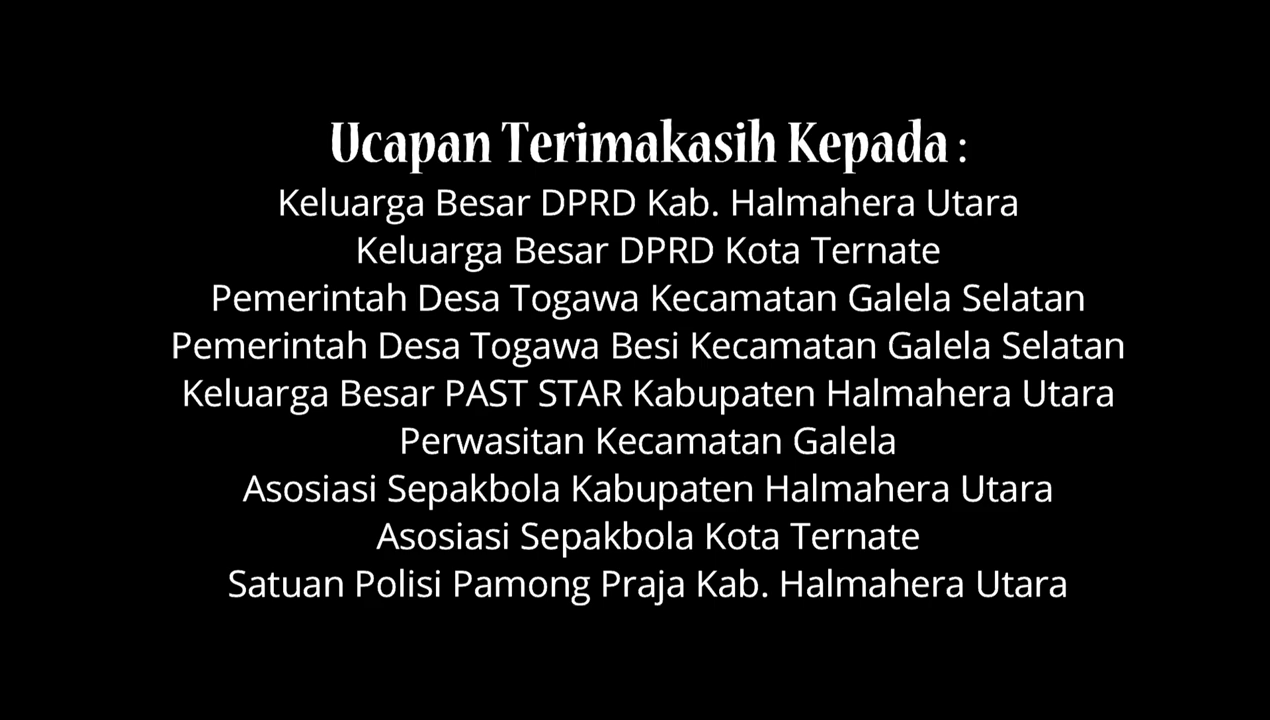 Ucapan Terimakasih Kepada :
Keluarga Besar DPRD Kab. Halmahera Utara
Keluarga Besar DPRD Kota Ternate
Pemerintah Desa Togawa Kecamatan Galela Selatan
Pemerintah Desa Togawa Besi Kecamatan Galela Selatan
Keluarga Besar PAST STAR Kabupaten Halmahera Utara
Perwasitan Kecamatan Galela
Asosiasi Sepakbola Kabupaten Halmahera Utara
Asosiasi Sepakbola Kota Ternate
Satuan Polisi Pamong Praja Kab. Halmahera Utara